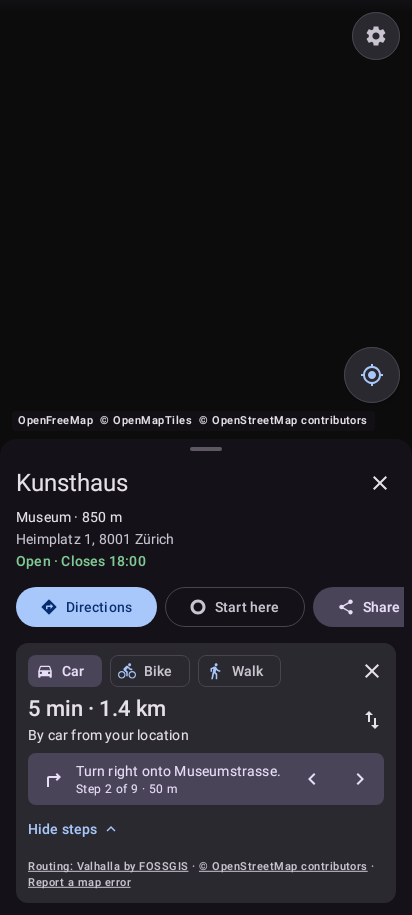 OpenFreeMap © OpenMapTiles © OpenStreetMap contributors
Kunsthaus
Museum · 850 m
Heimplatz 1, 8001 Zürich
Open · Closes 18:00
Directions
Start here
Share
Car
Bike
Walk
5 min · 1.4 km
By car from your location
Turn right onto Museumstrasse.
Step 2 of 9 · 50 m
Hide steps
Routing: Valhalla by FOSSGIS · © OpenStreetMap contributors ·
Report a map error